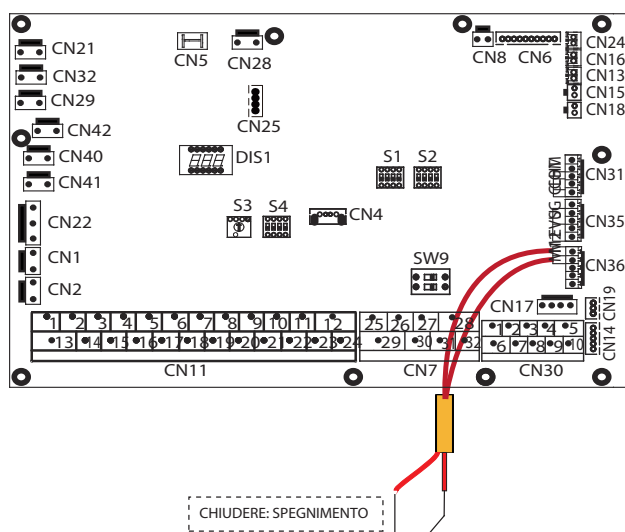 CN21
CN5
CN28
CN8 CN6
CN24
CN16
CN13
CN15
CN18
CN32
CN29
CN25
CN42
CN40
CN41
DIS1
S1 S2
CN31
CN22
S3 S4
CN4
CN35
CN1
CN2
SW9
CN36
CN17
CN19
CN14
1 2 3 4 5 6 7 8 9 10 11 12
13 14 15 16 17 18 19 20 21 22 23 24
CN11
25 26 27 28
29 30 31 32
CN7
1 2 3 4 5
6 7 8 9 10
CN30
CHIUDERE: SPEGNIMENTO